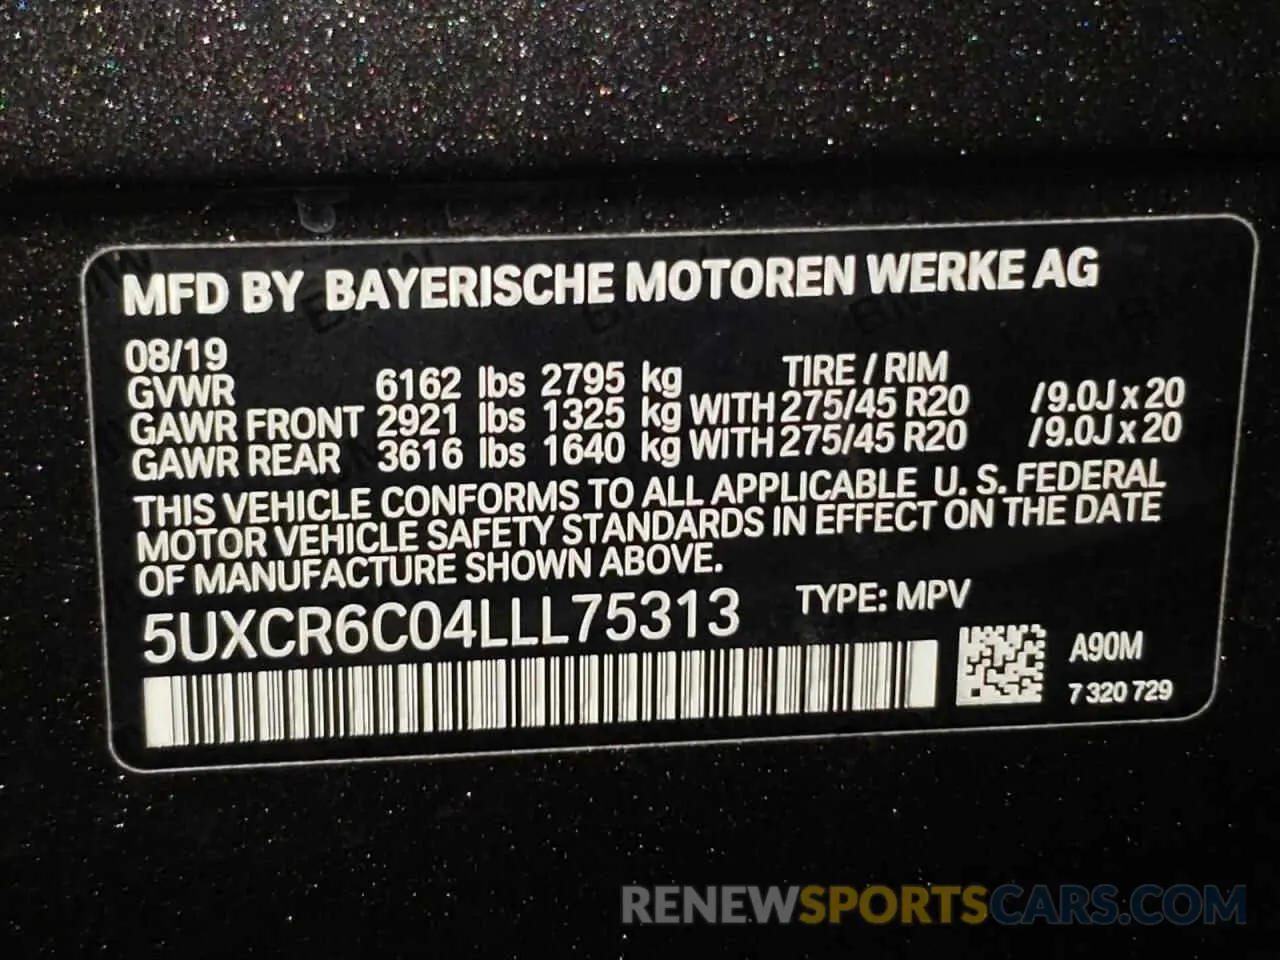 MFD BY BAYERISCHE MOTOREN WERKE AG
08/19
GVWR 6162 lbs 2795 kg TIRE / RIM
GAWR FRONT 2921 lbs 1325 kg WITH 275/45 R20 /9.0J x 20
GAWR REAR 3616 lbs 1640 kg WITH 275/45 R20 /9.0J x 20
THIS VEHICLE CONFORMS TO ALL APPLICABLE U. S. FEDERAL
MOTOR VEHICLE SAFETY STANDARDS IN EFFECT ON THE DATE
OF MANUFACTURE SHOWN ABOVE.
5UXCR6C04LLL75313 TYPE: MPV
A90M
7 320 729
RENEWSPORTSCARS.COM